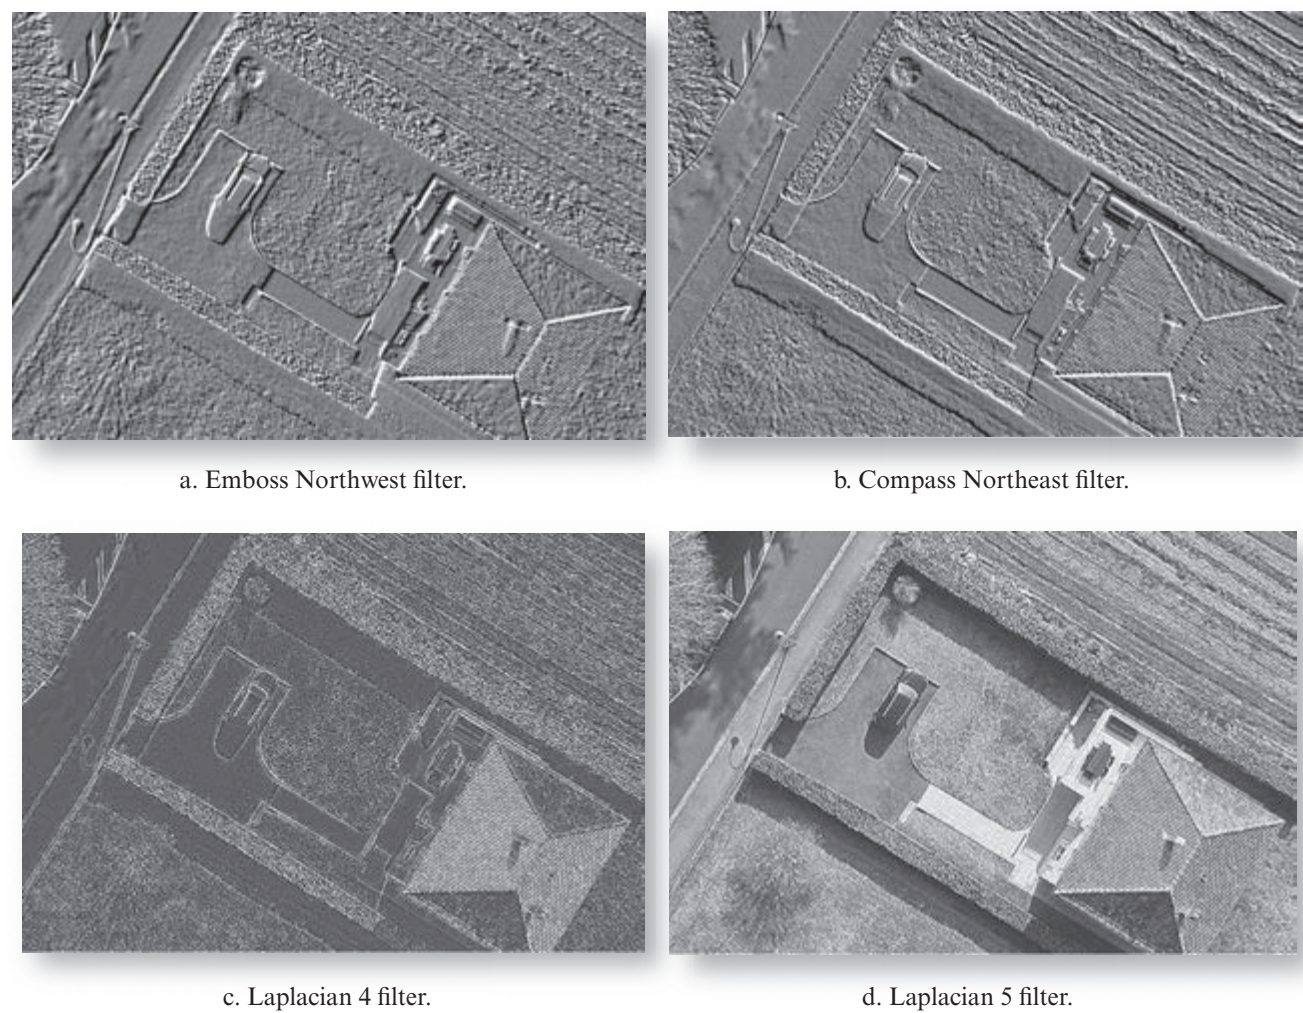 a. Emboss Northwest filter.
b. Compass Northeast filter.
c. Laplacian 4 filter.
d. Laplacian 5 filter.